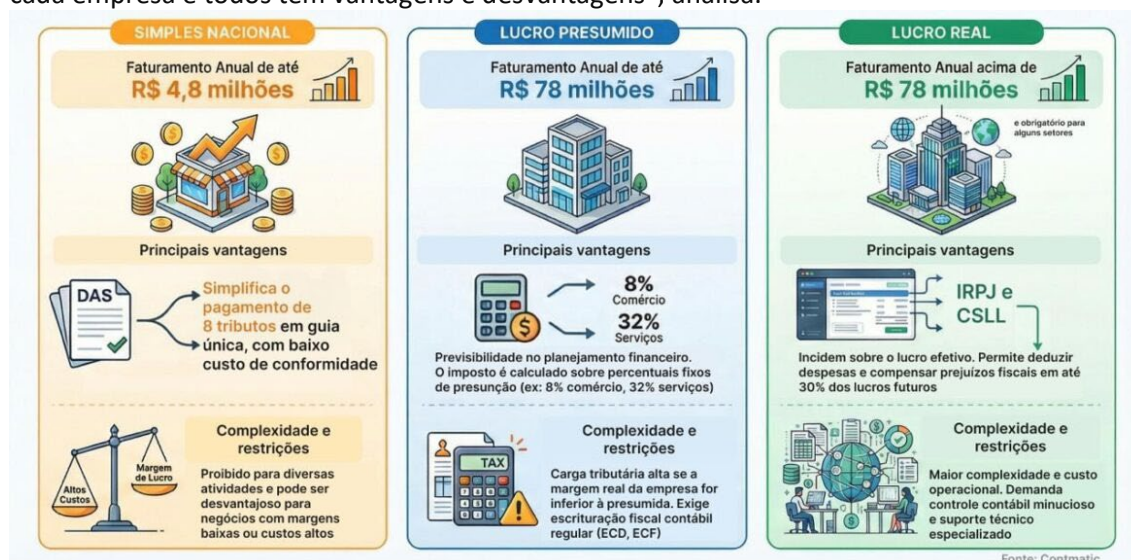 cada empresa e todos têm vantagens e desvantagens", analisa.
SIMPLES NACIONAL
Faturamento Anual de até
R$ 4,8 milhões
Principais vantagens
DAS
Simplifica o
pagamento de
8 tributos em guia
única, com baixo
custo de conformidade
Altos
Custos
Margem
de Lucro
Complexidade e
restrições
Proibido para diversas
atividades e pode ser
desvantajoso para
negócios com margens
baixas ou custos altos
LUCRO PRESUMIDO
Faturamento Anual de até
R$ 78 milhões
Principais vantagens
8%
Comércio
32%
Serviços
Previsibilidade no planejamento financeiro.
O imposto é calculado sobre percentuais fixos
de presunção (ex: 8% comércio, 32% serviços)
TAX
Complexidade e
restrições
Carga tributária alta se a
margem real da empresa for
inferior à presumida. Exige
escrituração fiscal contábil
regular (ECD, ECF)
LUCRO REAL
Faturamento Anual acima de
R$ 78 milhões
e obrigatório para
alguns setores
Principais vantagens
IRPJ e
CSLL
Incidem sobre o lucro efetivo. Permite deduzir
despesas e compensar prejuízos fiscais em até
30% dos lucros futuros
Complexidade e
restrições
Maior complexidade e custo
operacional. Demanda
controle contábil minucioso
e suporte técnico
especializado
Fonte: Contmatic